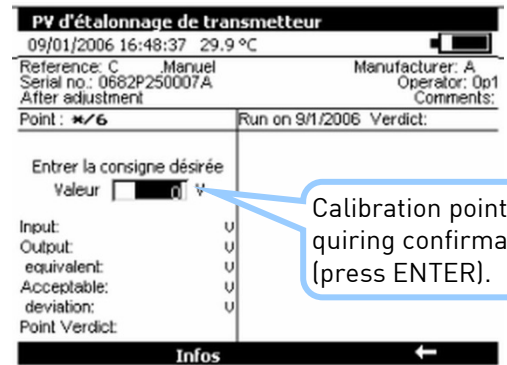 PV d'étalonnage de transmetteur
09/01/2006 16:48:37 29.9 °C
Reference: C .Manuel Manufacturer: A
Serial no.: 0682P250007A Operator: Op1
After adjustment Comments:
Point : */6 Run on 9/1/2006 Verdict:
Entrer la consigne désirée
Valeur 0 V
Calibration point
quiring confirma
(press ENTER).
Input: U
Output: U
equivalent: U
Acceptable: U
deviation: U
Point Verdict:
Infos